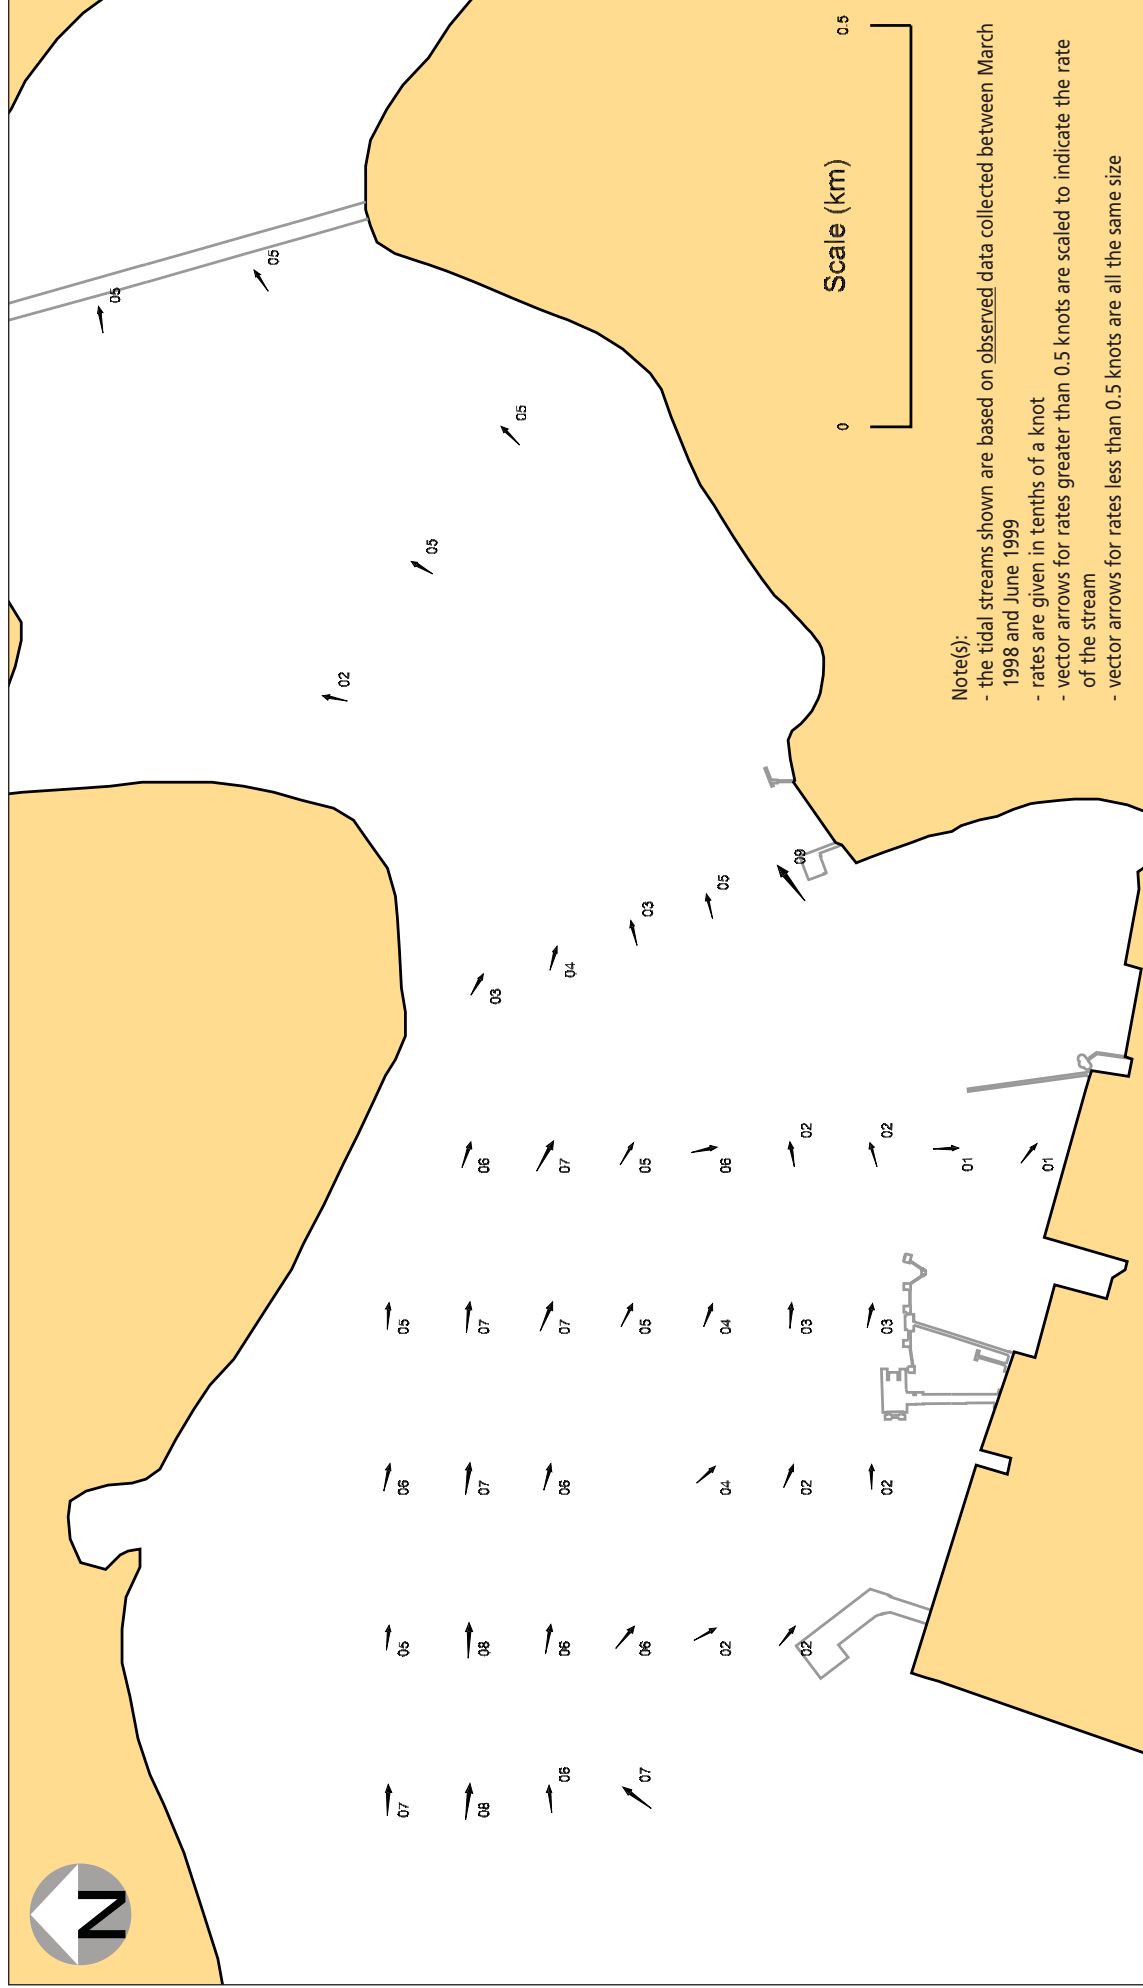 N
05
05
02
07 05 06 05
05
08 08 07 07 06 03
05
06 06 06 07 07 04
07 06 05 05 03
02 04 04 06 05
02 02 03 02 09
02 03 02
01
01
Scale (km)
0 0.5
Note(s):
- the tidal streams shown are based on observed data collected between March
1998 and June 1999
- rates are given in tenths of a knot
- vector arrows for rates greater than 0.5 knots are scaled to indicate the rate
of the stream
- vector arrows for rates less than 0.5 knots are all the same size